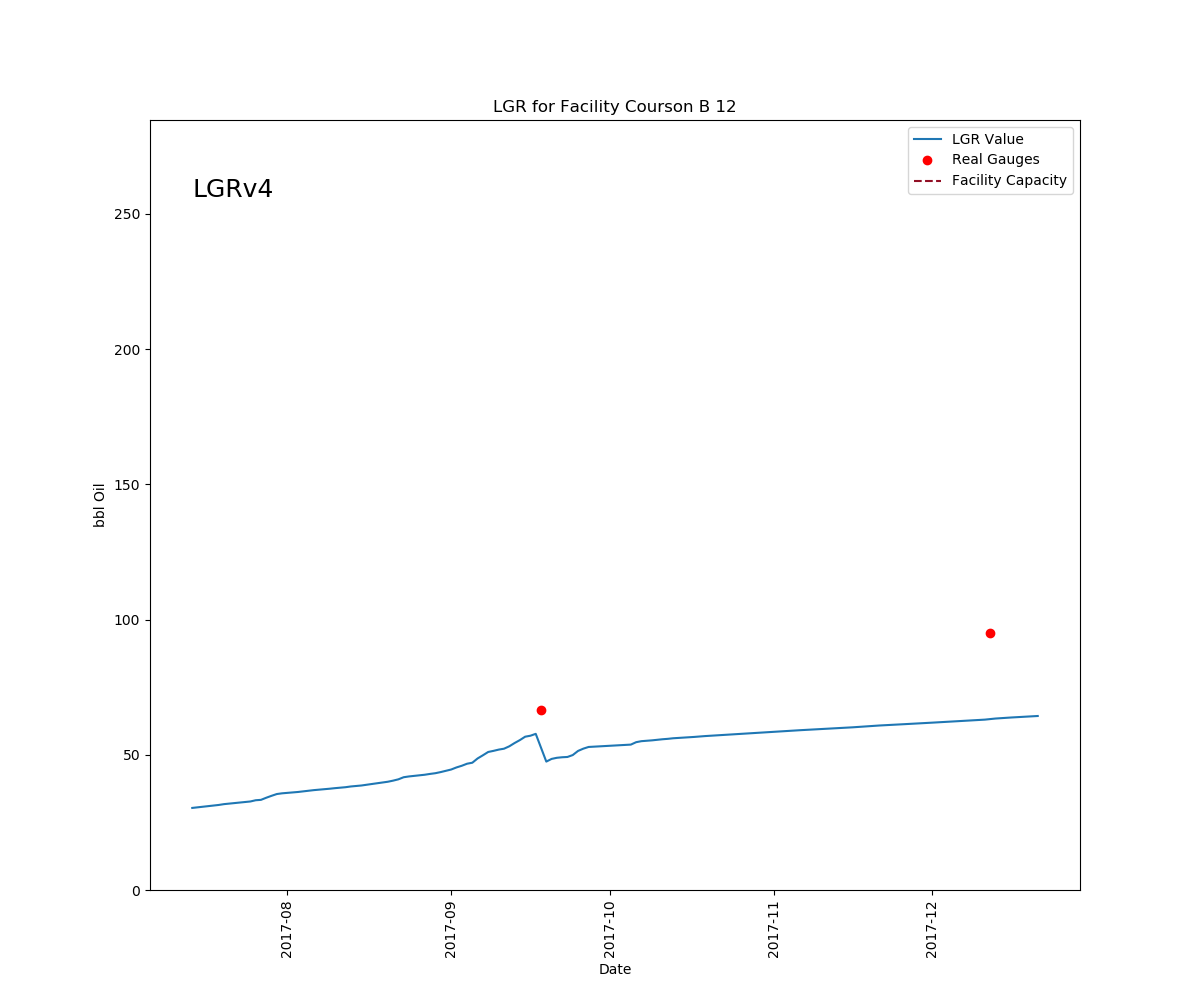 LGR for Facility Courson B 12
LGR Value
Real Gauges
Facility Capacity
LGRv4
250
200
150
100
50
0
bbl Oil
2017-08
2017-09
2017-10
2017-11
2017-12
Date